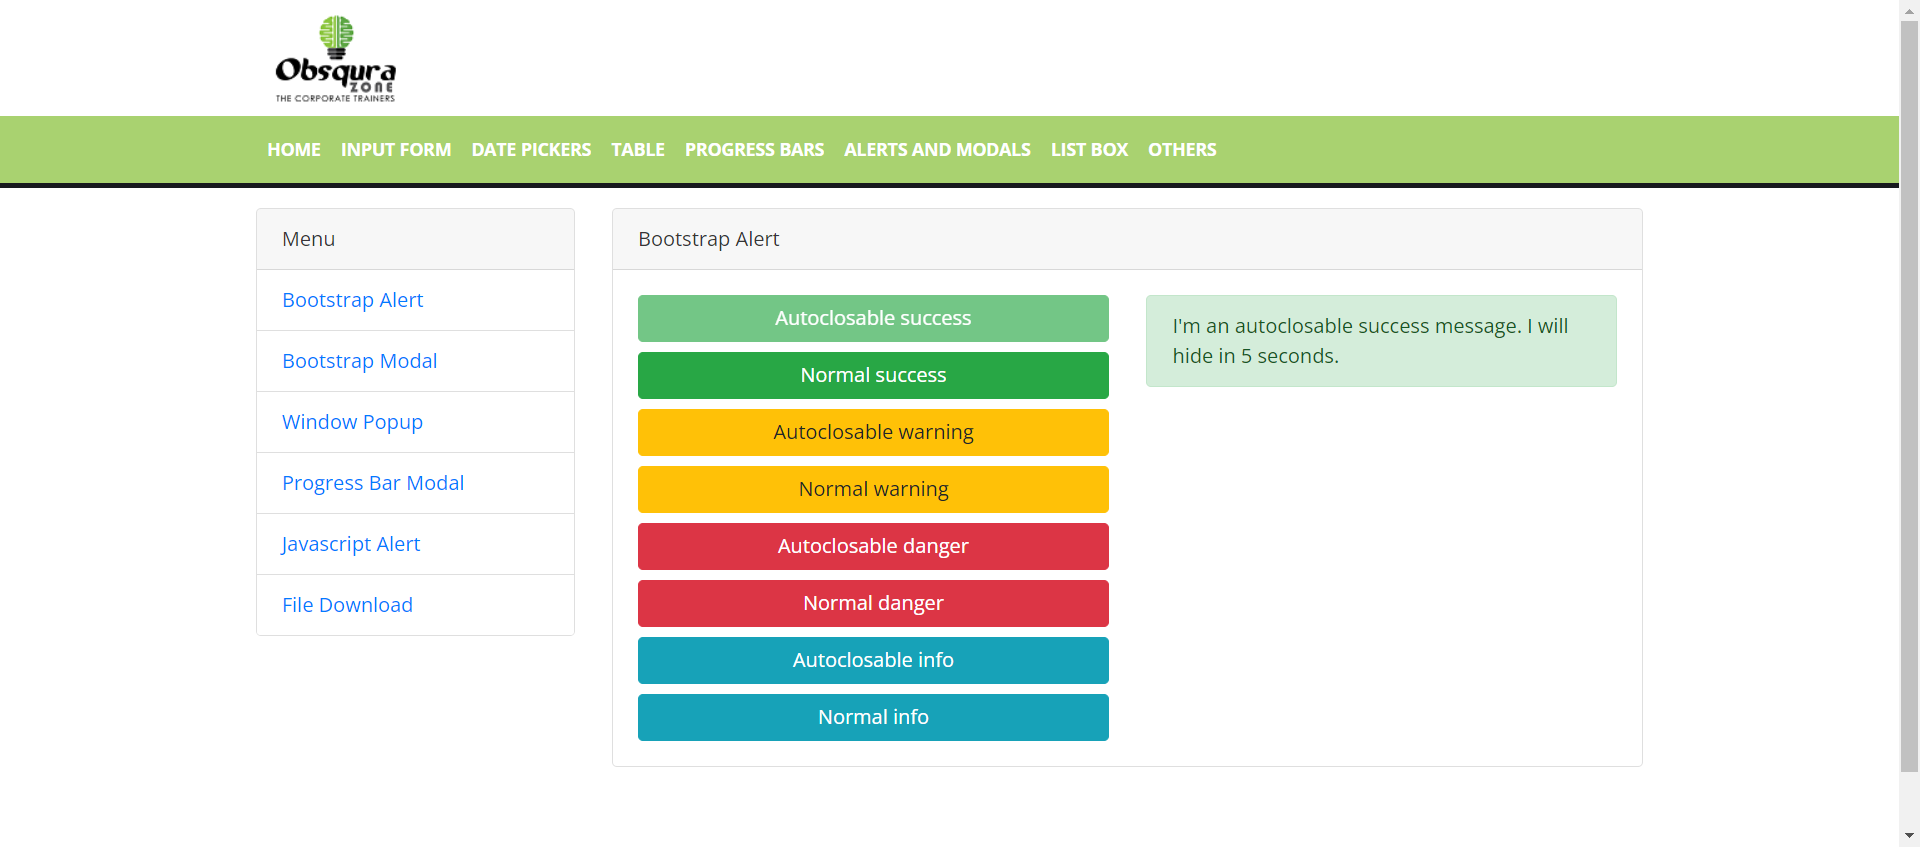 Obsqura
ZONE
THE CORPORATE TRAINERS
HOME INPUT FORM DATE PICKERS TABLE PROGRESS BARS ALERTS AND MODALS LIST BOX OTHERS
Menu
Bootstrap Alert
Bootstrap Modal
Window Popup
Progress Bar Modal
Javascript Alert
File Download
Bootstrap Alert
Autoclosable success
Normal success
Autoclosable warning
Normal warning
Autoclosable danger
Normal danger
Autoclosable info
Normal info
I'm an autoclosable success message. I will
hide in 5 seconds.